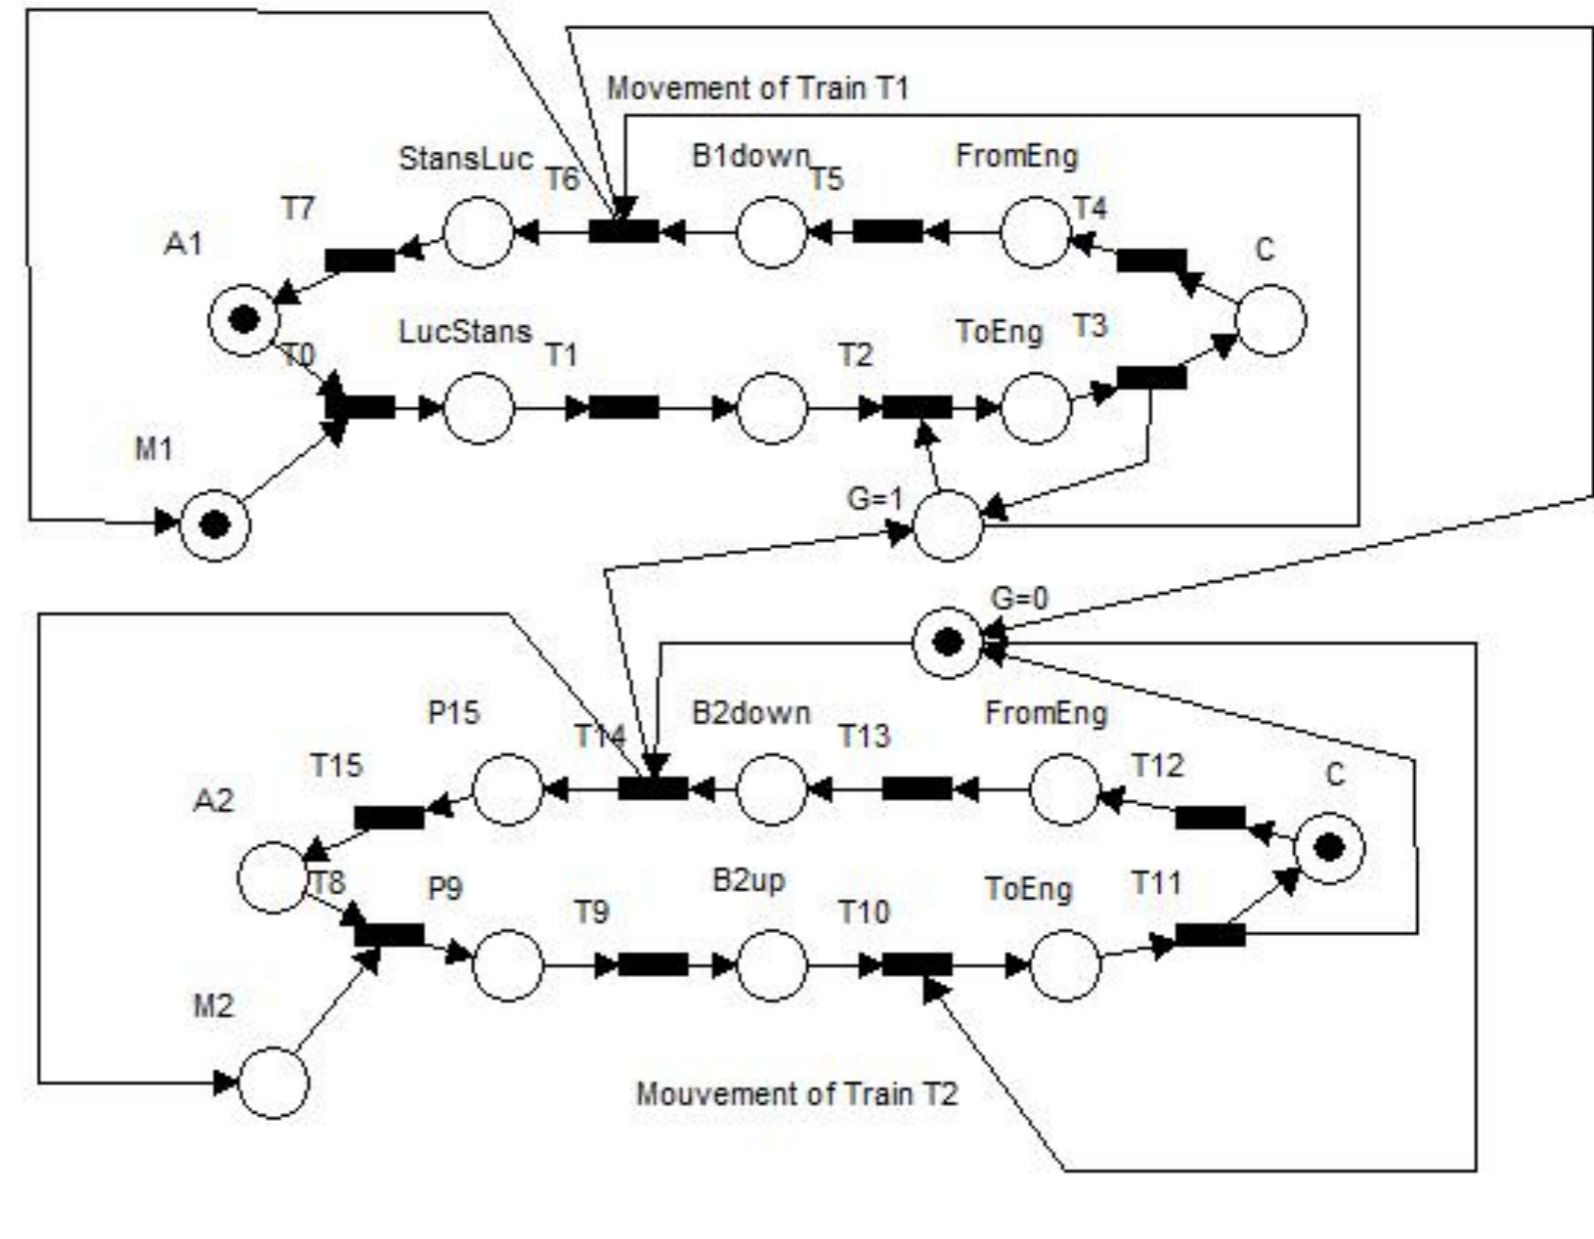 Movement of Train T1
StansLuc
T6
B1down
T5
FromEng
T7
T4
A1
C
LucStans
T0
T1
T2
ToEng
T3
M1
G=1
G=0
P15
T14
B2down
T13
FromEng
T15
T12
C
A2
T8
P9
T9
B2up
T10
ToEng
T11
M2
Mouvement of Train T2